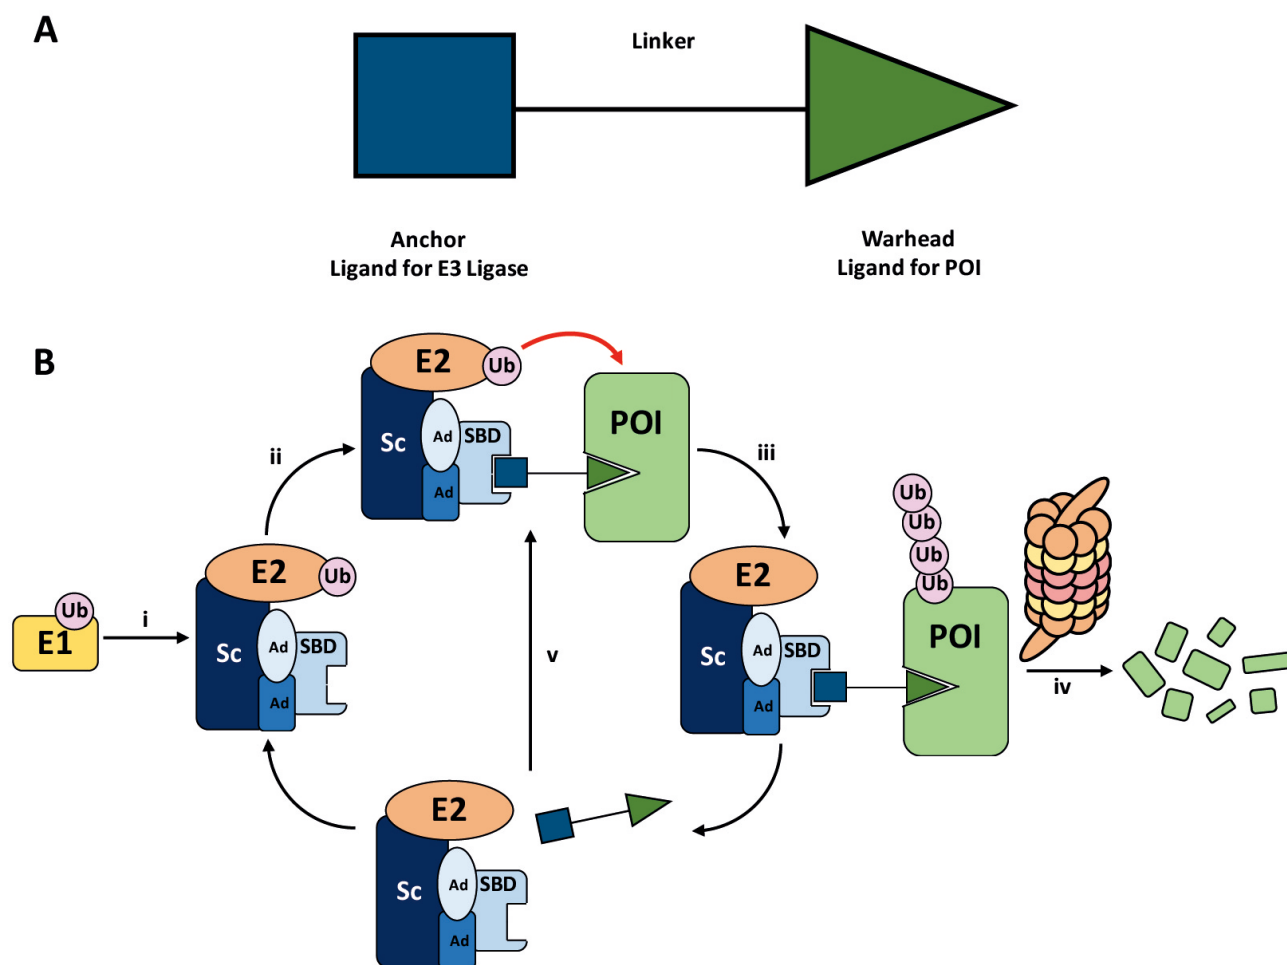 A
Linker
Anchor
Ligand for E3 Ligase
Warhead
Ligand for POI
B
E2
Ub
POI
Sc
Ad
SBD
Ad
ii
iii
Ub
Ub
Ub
Ub
E2
Ub
E2
Ub
E1
i
Sc
Ad
SBD
Ad
v
Sc
Ad
SBD
Ad
POI
iv
E2
Sc
Ad
SBD
Ad